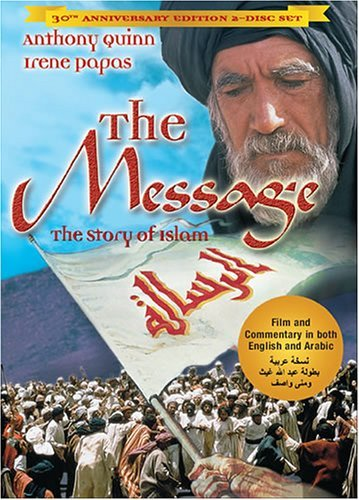 30TH ANNIVERSARY EDITION 2-DISC SET
Anthony Quinn
Irene Papas
The
Message
The Story of Islam
الرسالة
Film and
Commentary in both
English and Arabic
نسخة عربية
بطولة عبد الله غيث
ومنى واصف